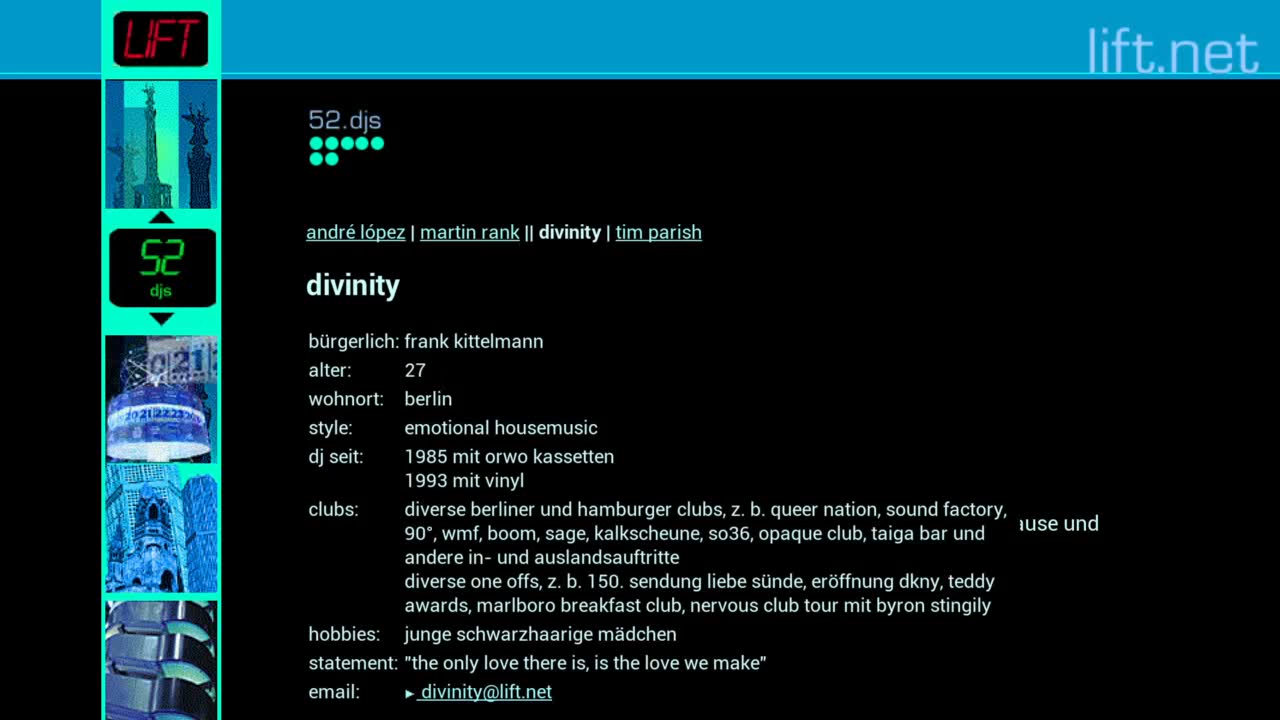 LIFT
lift.net
52.djs
andré lópez | martin rank || divinity | tim parish
52
djs
divinity
bürgerlich: frank kittelmann
alter: 27
wohnort: berlin
style: emotional housemusic
dj seit: 1985 mit orwo kassetten
1993 mit vinyl
clubs: diverse berliner und hamburger clubs, z. b. queer nation, sound factory,
90°, wmf, boom, sage, kalkscheune, so36, opaque club, taiga bar und
andere in- und auslandsauftritte
diverse one offs, z. b. 150. sendung liebe sünde, eröffnung dkny, teddy
awards, marlboro breakfast club, nervous club tour mit byron stingily
hobbies: junge schwarzhaarige mädchen
statement: "the only love there is, is the love we make"
email: ► divinity@lift.net
und
21
20 21 22 23